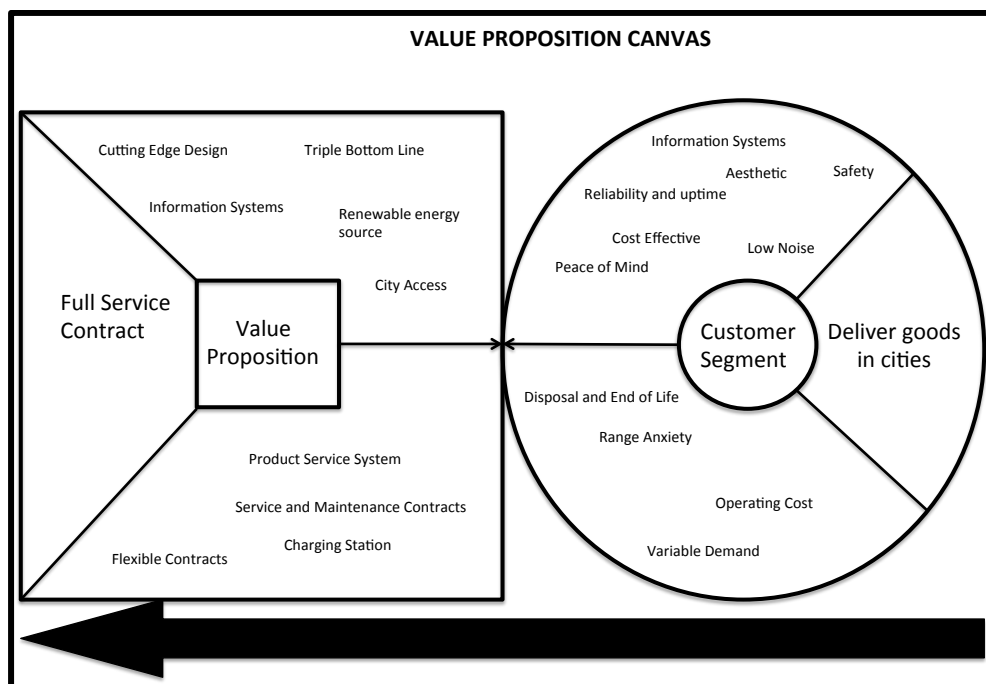 VALUE PROPOSITION CANVAS
Cutting Edge Design
Triple Bottom Line
Information Systems
Renewable energy
source
City Access
Full Service
Contract
Value
Proposition
Product Service System
Service and Maintenance Contracts
Charging Station
Flexible Contracts
Information Systems
Aesthetic
Safety
Reliability and uptime
Cost Effective
Low Noise
Peace of Mind
Customer
Segment
Deliver goods
in cities
Disposal and End of Life
Range Anxiety
Operating Cost
Variable Demand